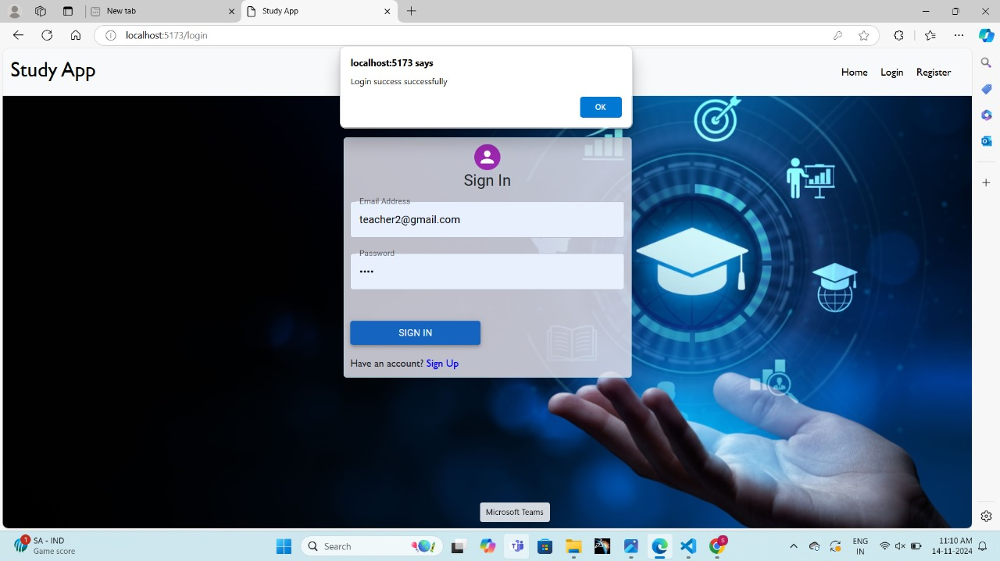 New tab
Study App
localhost:5173/login
Study App
Home
Login
Register
localhost:5173 says
Login success successfully
OK
Sign In
Email Address
teacher2@gmail.com
Password
••••
SIGN IN
Have an account? Sign Up
Microsoft Teams
1
SA - IND
Game score
Search
S
ENG
IN
11:10 AM
14-11-2024